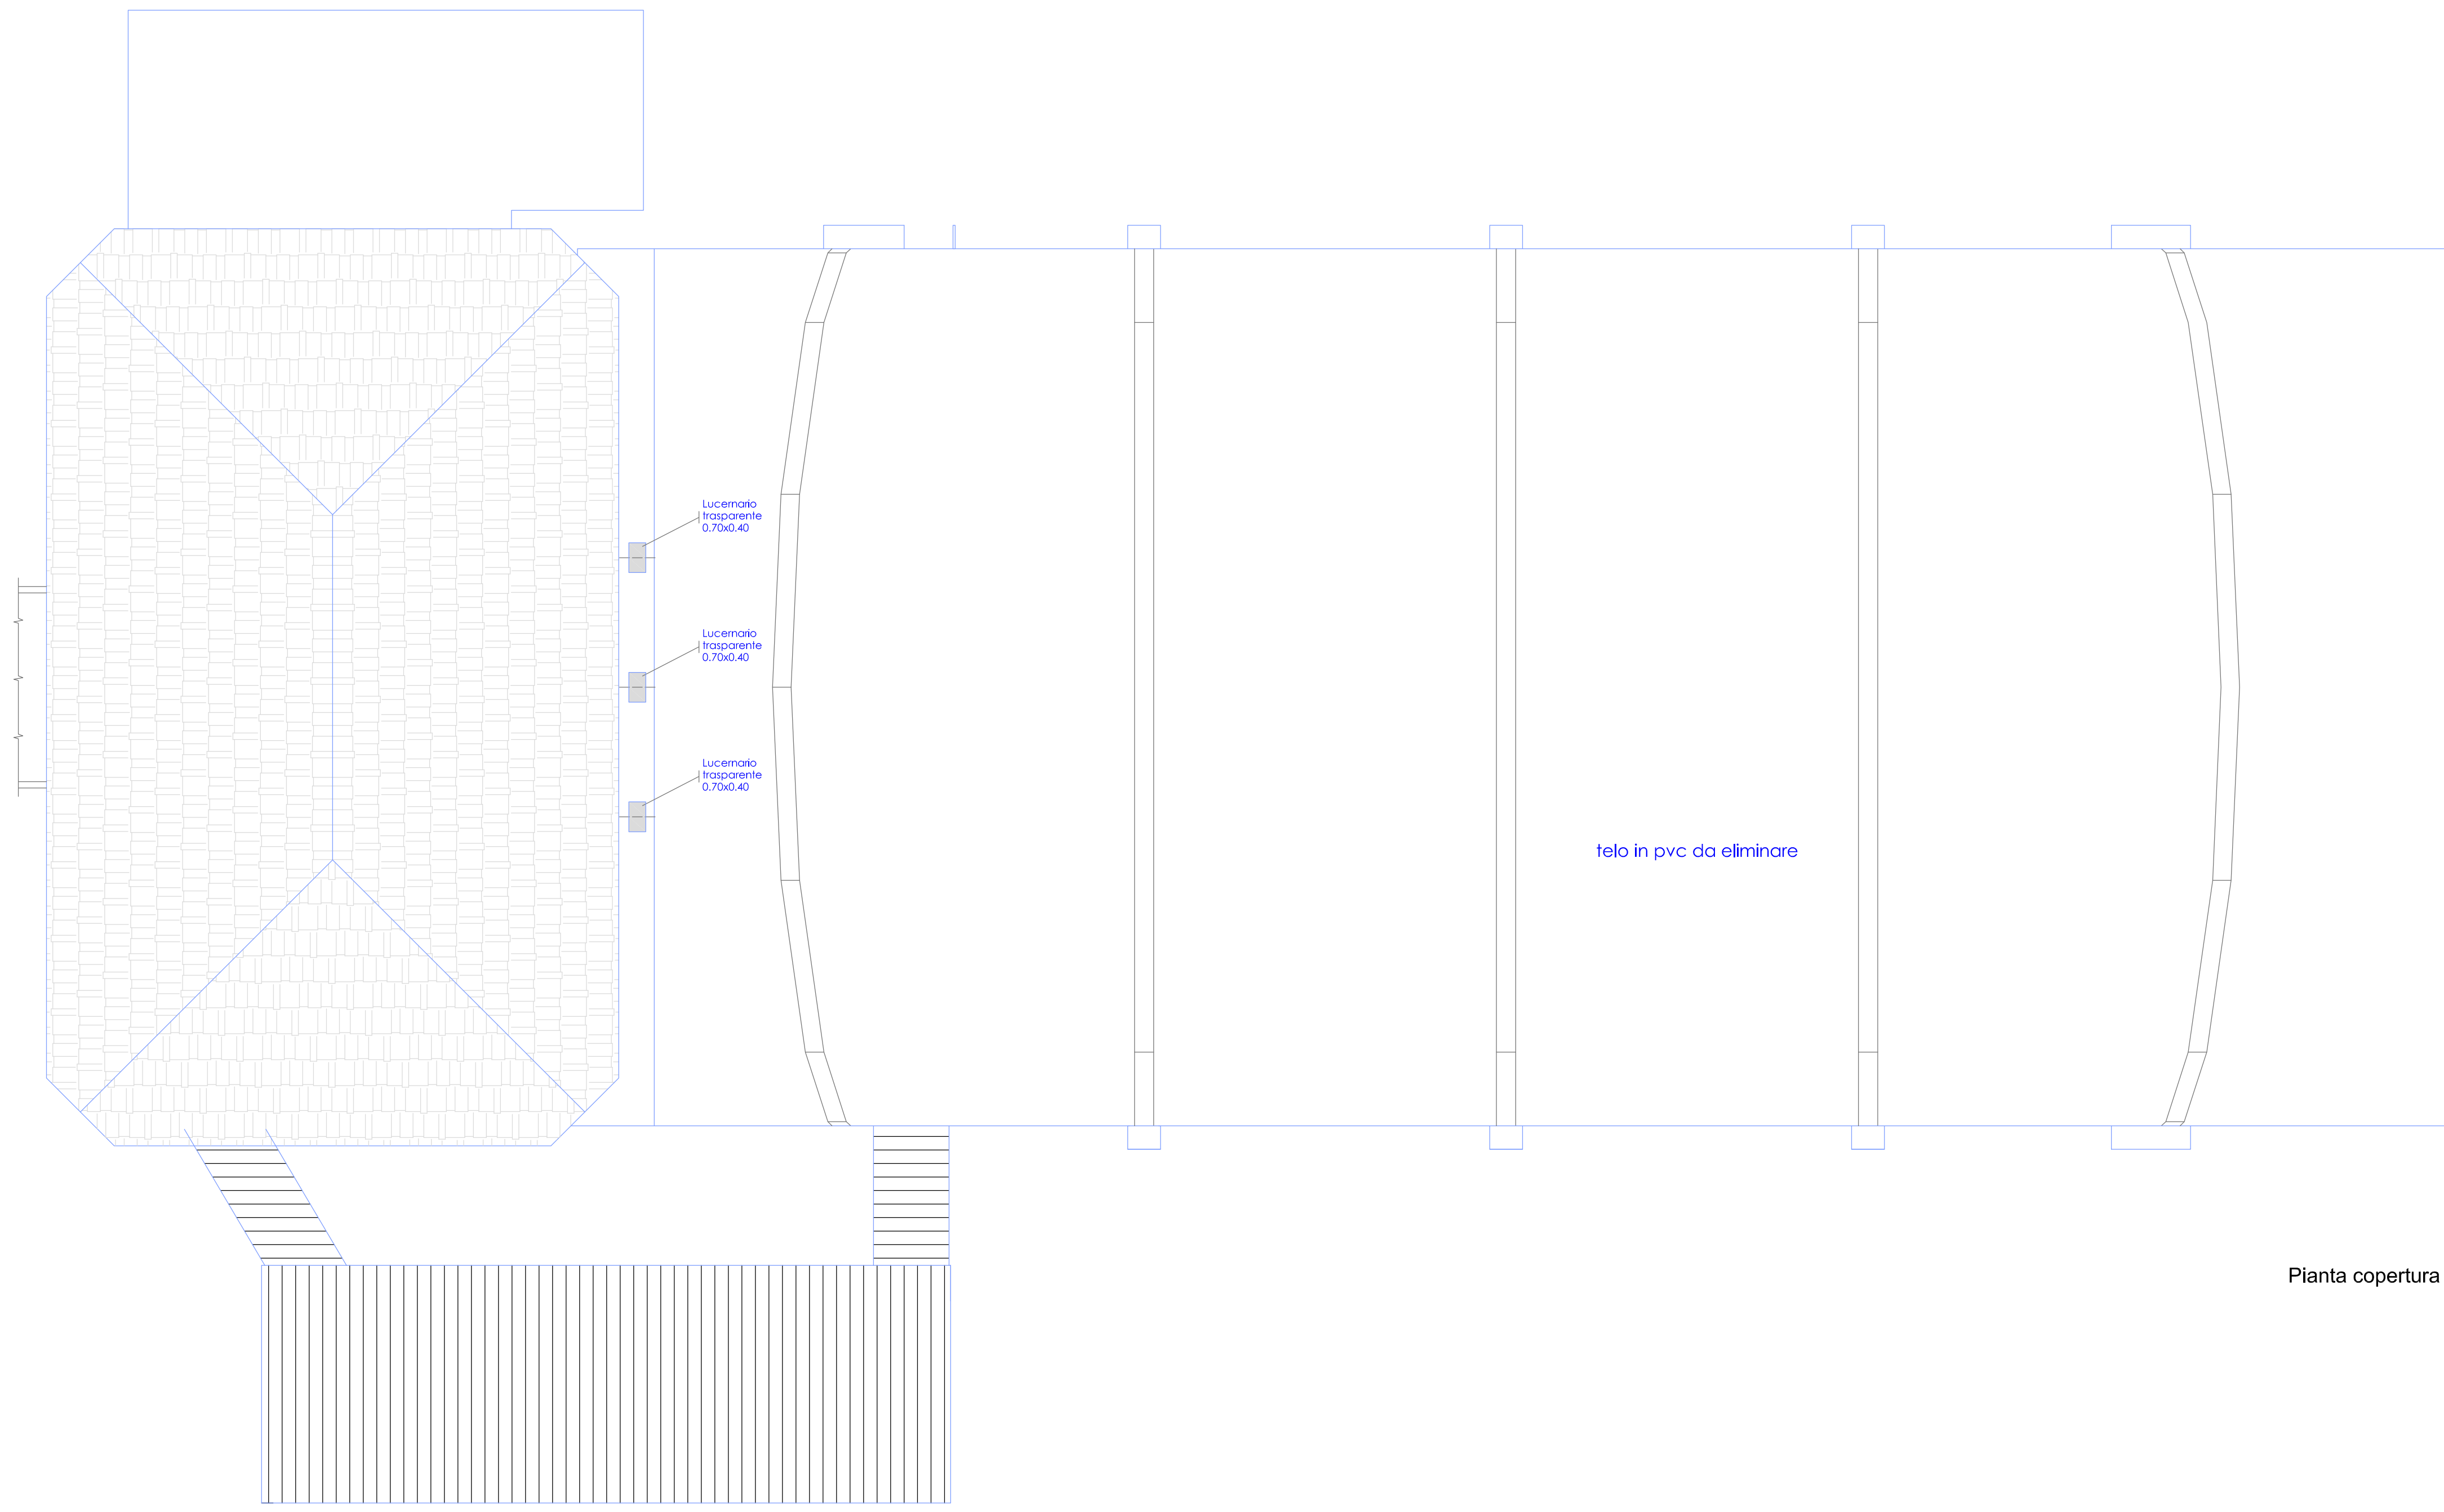 Lucernario
trasparente
0.70x0.40
Lucernario
trasparente
0.70x0.40
Lucernario
trasparente
0.70x0.40
telo in pvc da eliminare
Pianta copertura